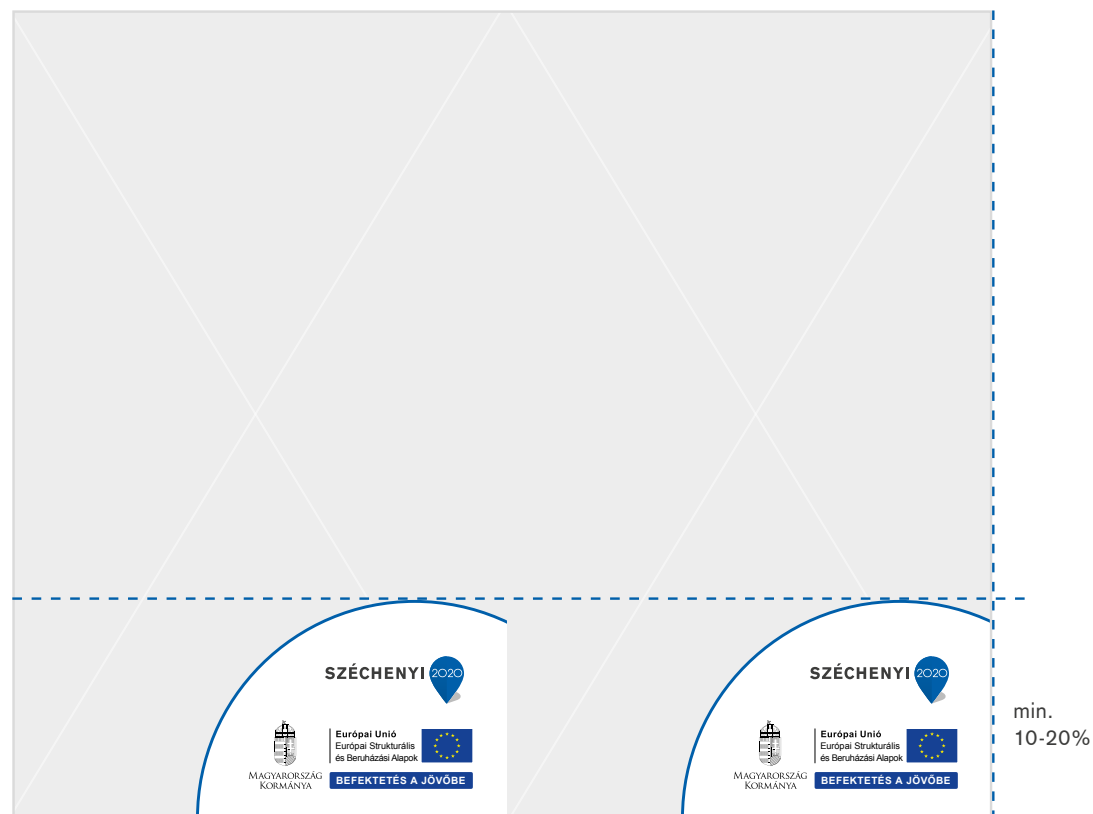 SZÉCHENYI 2020
Európai Unió
Európai Strukturális
és Beruházási Alapok
MAGYARORSZÁG
KORMÁNYA
BEFEKTETÉS A JÖVŐBE
SZÉCHENYI 2020
Európai Unió
Európai Strukturális
és Beruházási Alapok
MAGYARORSZÁG
KORMÁNYA
BEFEKTETÉS A JÖVŐBE
min.
10-20%